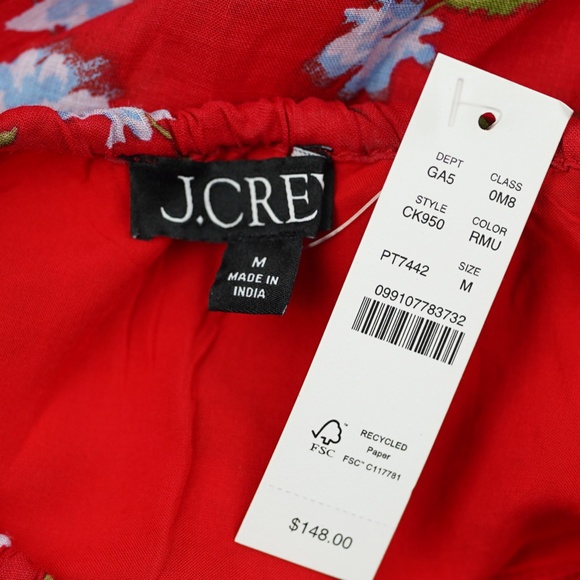 J.CRE
M
MADE IN
INDIA
DEPT CLASS
GA5 0M8
STYLE COLOR
CK950 RMU
PT7442 SIZE
M
099107783732
FSC
RECYCLED
Paper
FSC™ C117781
$148.00